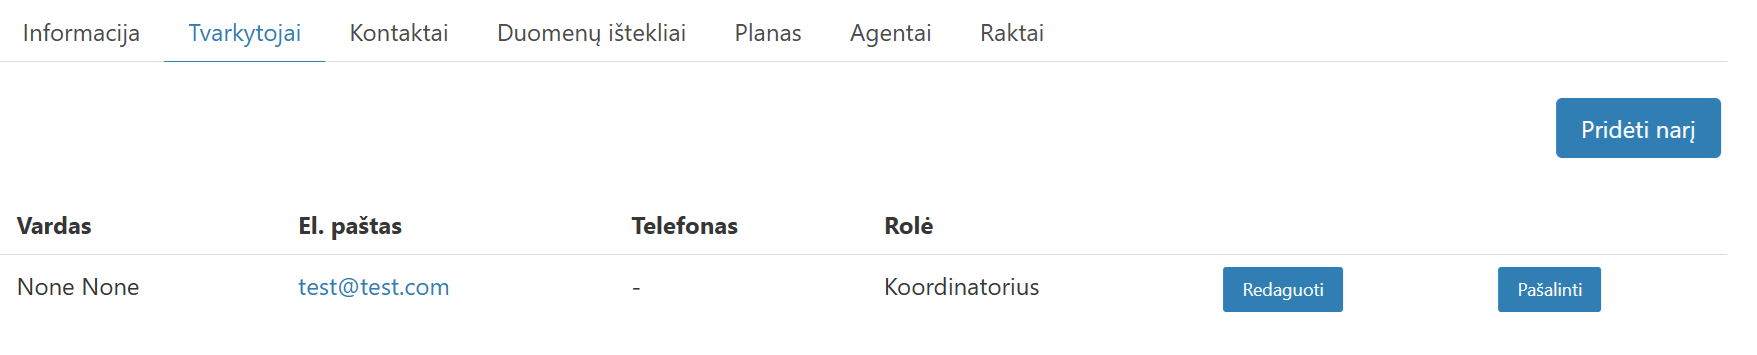 Informacija Tvarkytojai Kontaktai Duomenų ištekliai Planas Agentai Raktai
Pridėti narį
Vardas El. paštas Telefonas Rolė
None None test@test.com - Koordinatorius Redaguoti Pašalinti